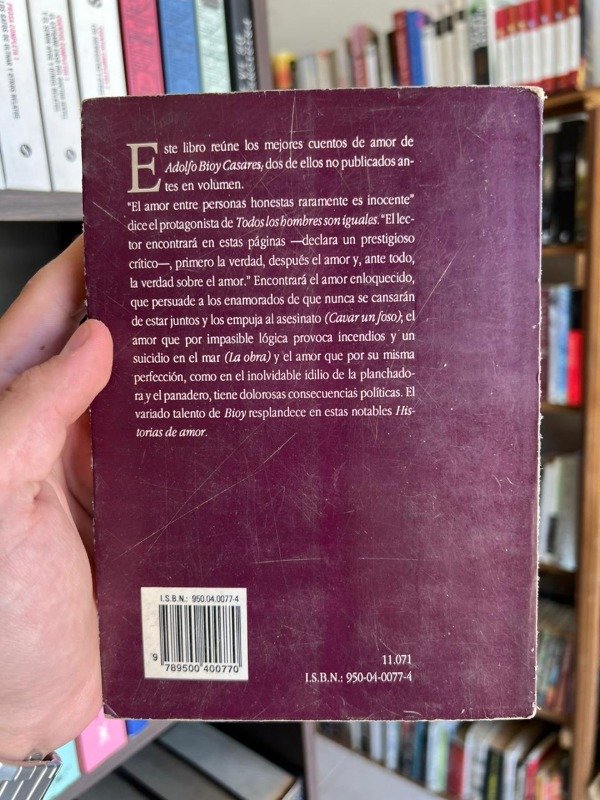 Este libro reúne los mejores cuentos de amor de
Adolfo Bioy Casares, dos de ellos no publicados an-
tes en volumen.
"El amor entre personas honestas raramente es inocente"
dice el protagonista de Todos los hombres son iguales. "El lec-
tor encontrará en estas páginas —declara un prestigioso
crítico—, primero la verdad, después el amor y, ante todo,
la verdad sobre el amor." Encontrará el amor enloquecido,
que persuade a los enamorados de que nunca se cansarán
de estar juntos y los empuja al asesinato (Cavar un foso); el
amor que por impasible lógica provoca incendios y un
suicidio en el mar (La obra) y el amor que por su misma
perfección, como en el inolvidable idilio de la planchado-
ra y el panadero, tiene dolorosas consecuencias políticas. El
variado talento de Bioy resplandece en estas notables His-
torias de amor.
I.S.B.N.: 950.04.0077-4
9 789500 400770
11.071
I.S.B.N.: 950-04-0077-4